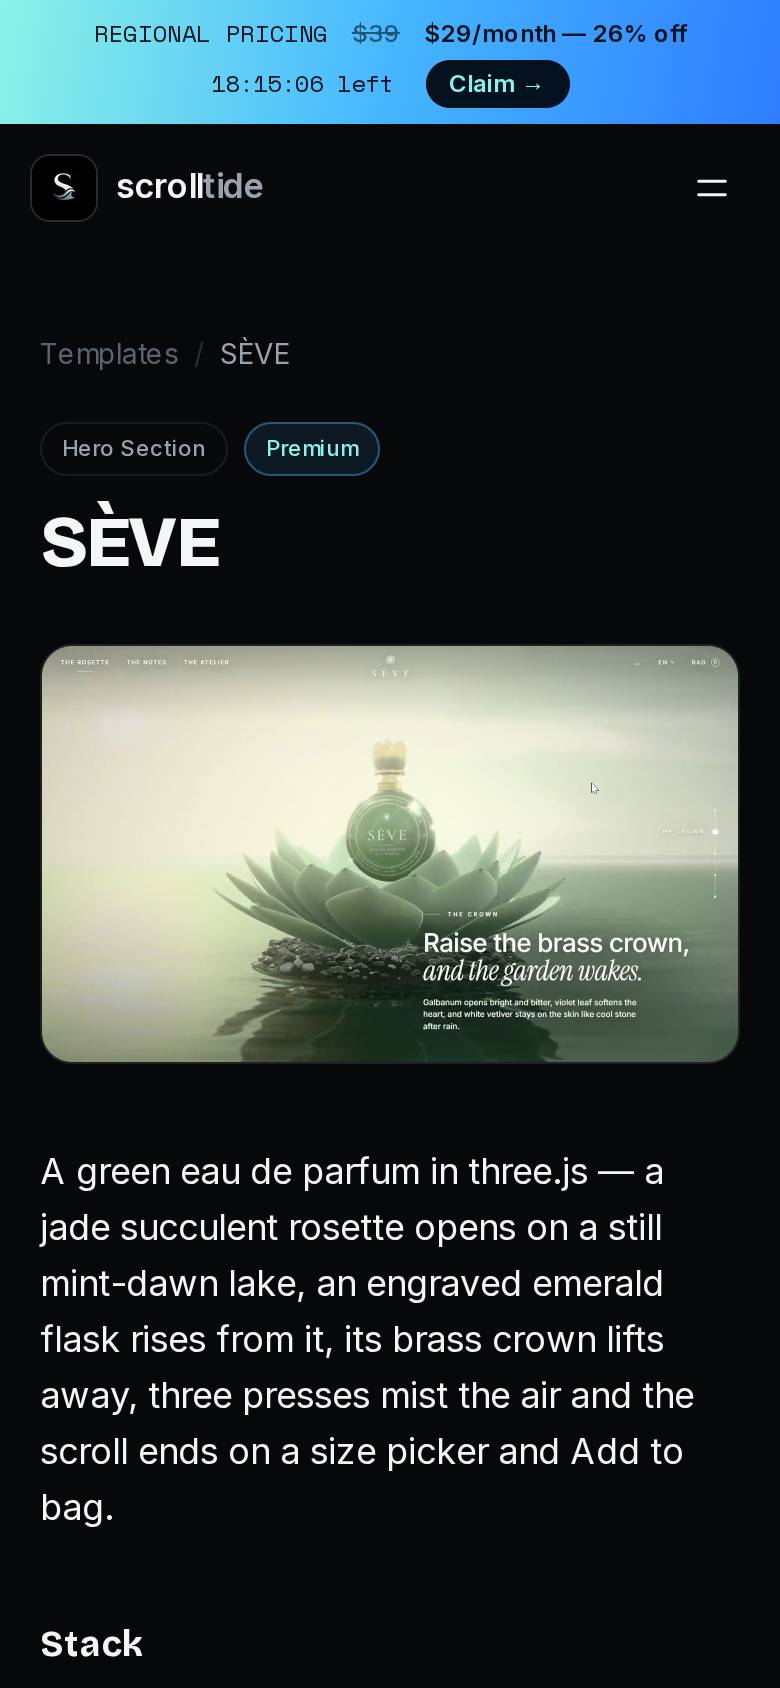 REGIONAL PRICING $39 $29/month — 26% off
18:15:06 left Claim →
scrolltide
Templates / SÈVE
Hero Section Premium
SÈVE
THE ROSETTE THE NOTES THE ATELIER
SÈVE
EN BAG 0
SÈVE
THE CROWN
THE CROWN
Raise the brass crown,
and the garden wakes.
Galbanum opens bright and bitter, violet leaf softens the
heart, and white vetiver stays on the skin like cool stone
after rain.
A green eau de parfum in three.js — a
jade succulent rosette opens on a still
mint-dawn lake, an engraved emerald
flask rises from it, its brass crown lifts
away, three presses mist the air and the
scroll ends on a size picker and Add to
bag.
Stack